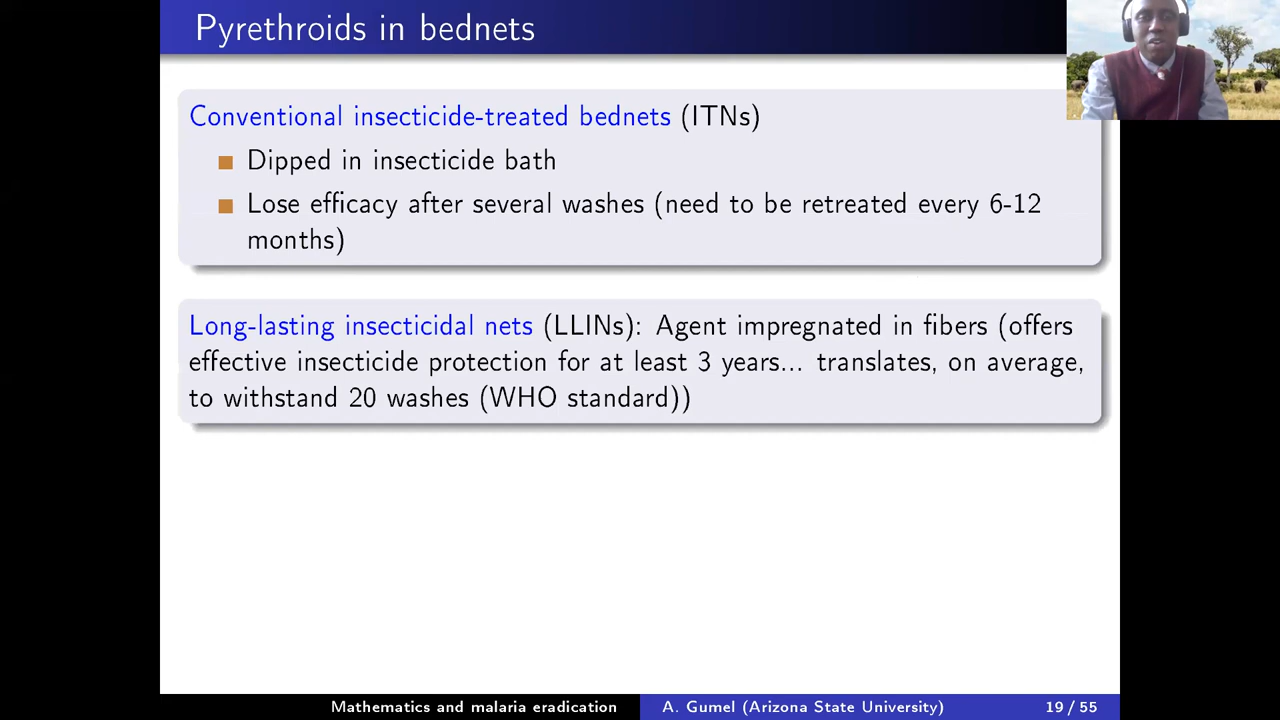 Pyrethroids in bednets
Conventional insecticide-treated bednets (ITNs)
Dipped in insecticide bath
Lose efficacy after several washes (need to be retreated every 6-12
months)
Long-lasting insecticidal nets (LLINs): Agent impregnated in fibers (offers
effective insecticide protection for at least 3 years... translates, on average,
to withstand 20 washes (WHO standard))
Mathematics and malaria eradication
A. Gumel (Arizona State University)
19 / 55